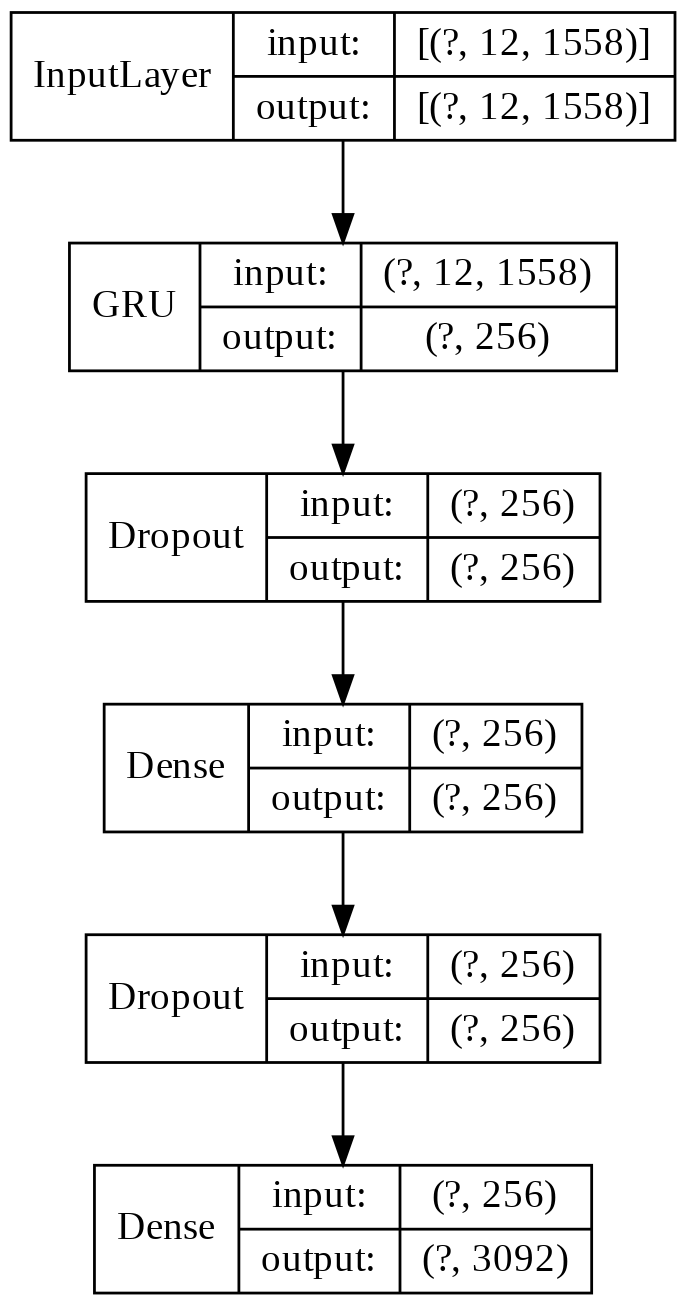 InputLayer
input: [(?, 12, 1558)]
output: [(?, 12, 1558)]
GRU
input: (?, 12, 1558)
output: (?, 256)
Dropout
input: (?, 256)
output: (?, 256)
Dense
input: (?, 256)
output: (?, 256)
Dropout
input: (?, 256)
output: (?, 256)
Dense
input: (?, 256)
output: (?, 3092)